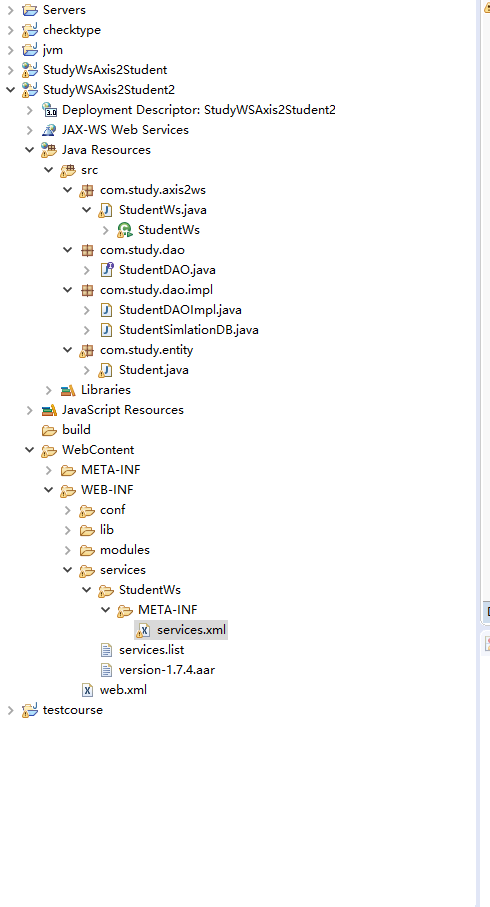 Servers
checktype
jvm
StudyWsAxis2Student
StudyWSAxis2Student2
Deployment Descriptor: StudyWSAxis2Student2
JAX-WS Web Services
Java Resources
src
com.study.axis2ws
StudentWs.java
StudentWs
com.study.dao
StudentDAO.java
com.study.dao.impl
StudentDAOImpl.java
StudentSimlationDB.java
com.study.entity
Student.java
Libraries
JavaScript Resources
build
WebContent
META-INF
WEB-INF
conf
lib
modules
services
StudentWs
META-INF
services.xml
services.list
version-1.7.4.aar
web.xml
testcourse